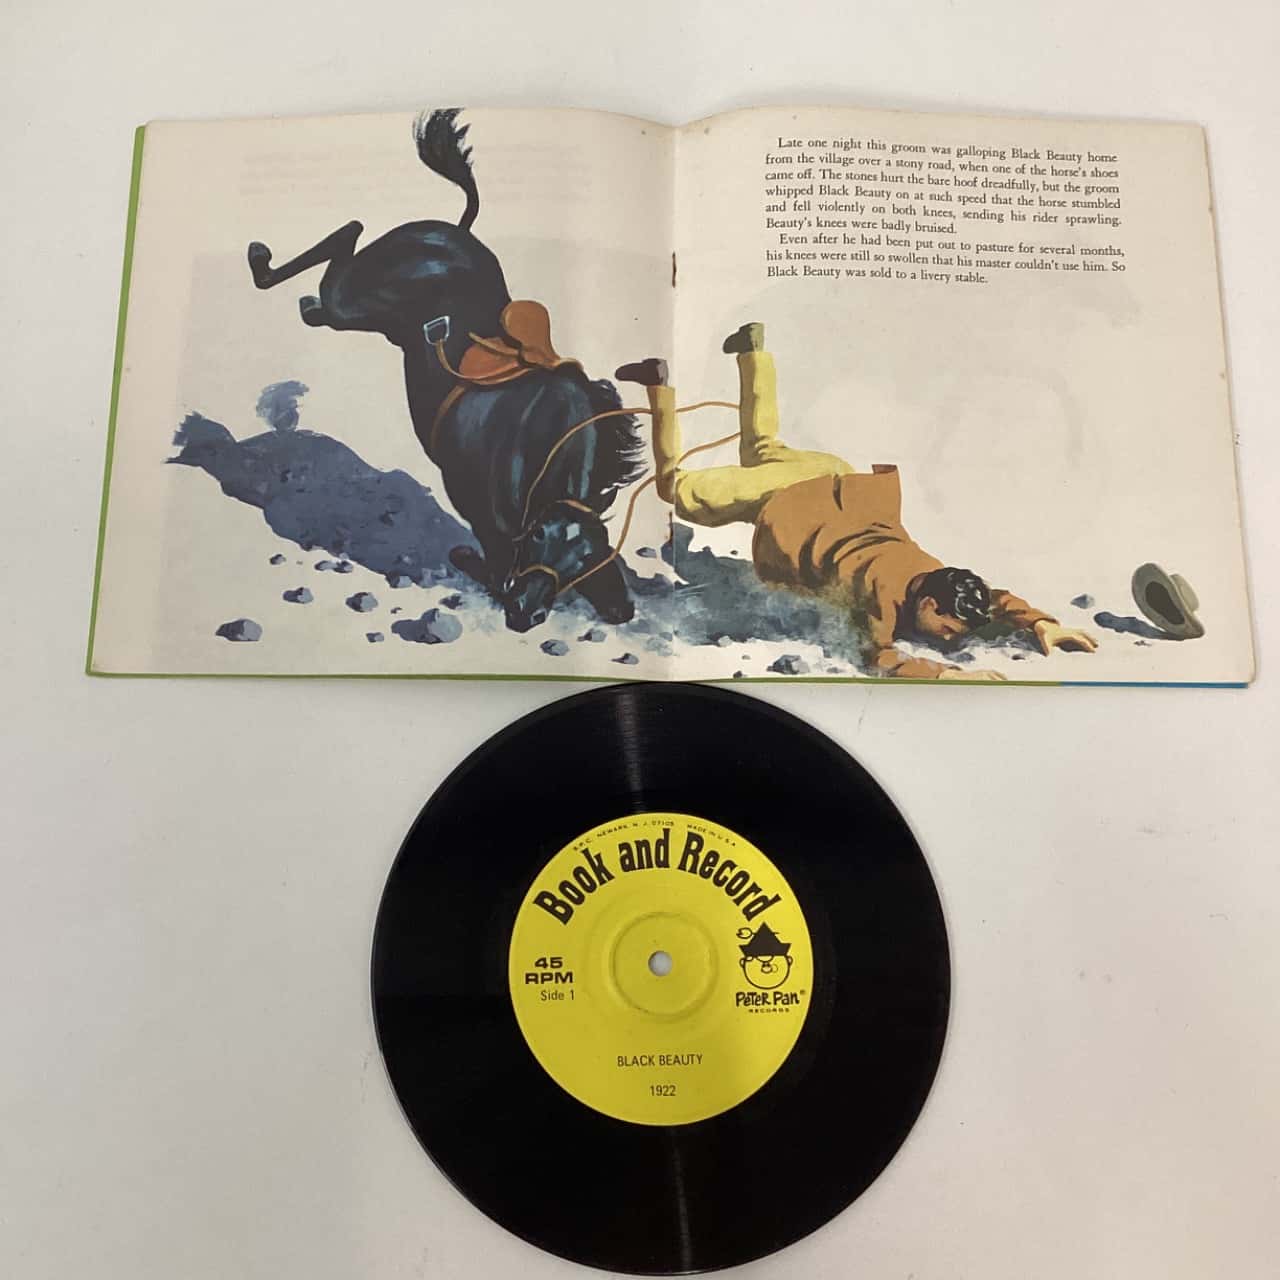 Late one night this groom was galloping Black Beauty home
from the village over a stony road, when one of the horse's shoes
came off. The stones hurt the bare hoof dreadfully, but the groom
whipped Black Beauty on at such speed that the horse stumbled
and fell violently on both knees, sending his rider sprawling.
Beauty's knees were badly bruised.
Even after he had been put out to pasture for several months,
his knees were still so swollen that his master couldn't use him. So
Black Beauty was sold to a livery stable.
S.P.C. NEWARK, N. J. 07105 MADE IN U.S.A
Book and Record
45
RPM
Side 1
PETER PAN®
RECORDS
BLACK BEAUTY
1922